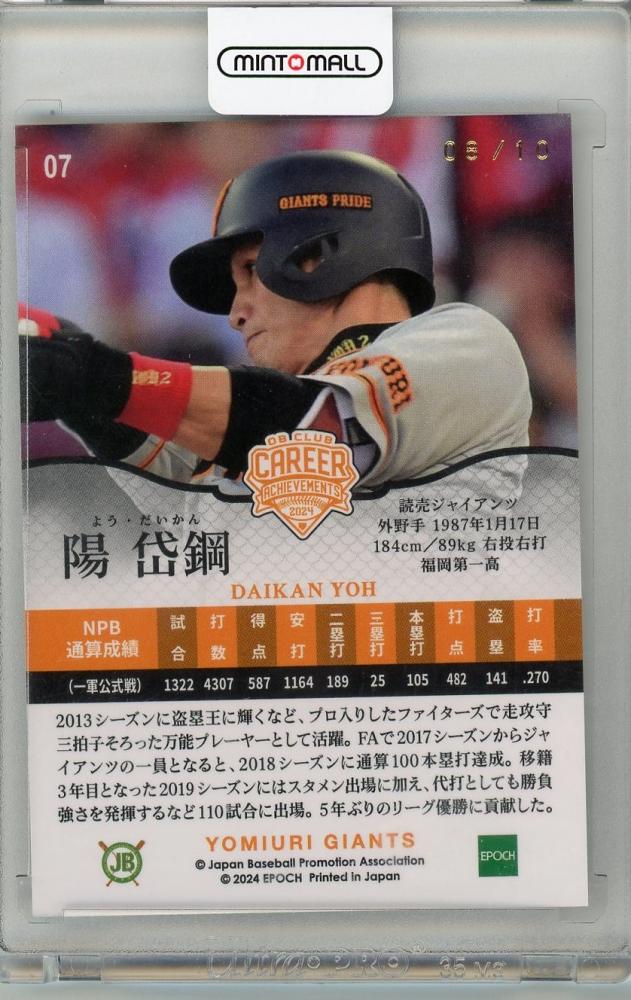 MINTOMALL
07
08/10
GIANTS PRIDE
OB CLUB
CAREER
ACHIEVEMENTS
2024
よう・だいかん
陽 岱鋼
DAIKAN YOH
読売ジャイアンツ
外野手 1987年1月17日
184cm/89kg 右投右打
福岡第一高
NPB
通算成績
試合 打数 得点 安打 二塁打 三塁打 本塁打 打点 盗塁 打率
(一軍公式戦) 1322 4307 587 1164 189 25 105 482 141 .270
2013シーズンに盗塁王に輝くなど、プロ入りしたファイターズで走攻守
三拍子そろった万能プレーヤーとして活躍。FAで2017シーズンからジャ
イアンツの一員となると、2018シーズンに通算100本塁打達成。移籍
3年目となった2019シーズンにはスタメン出場に加え、代打としても勝負
強さを発揮するなど110試合に出場。5年ぶりのリーグ優勝に貢献した。
YOMIURI GIANTS
JB
© Japan Baseball Promotion Association
© 2024 EPOCH Printed in Japan
EPOCH
Ultra PRO